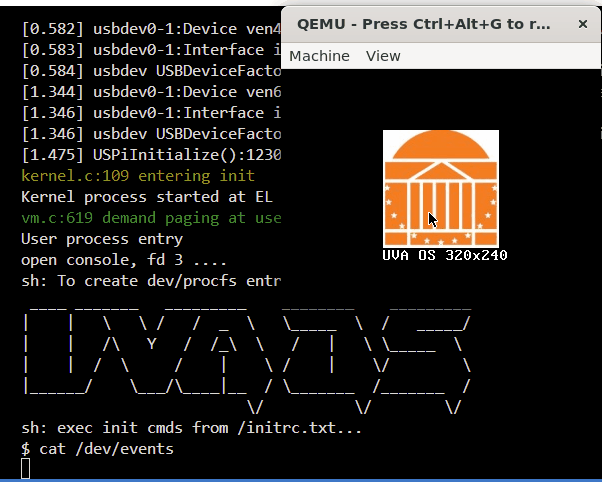 [0.582] usbdev0-1:Device ven4
[0.583] usbdev0-1:Interface i
[0.584] usbdev USBDeviceFacto
[1.344] usbdev0-1:Device ven6
[1.346] usbdev0-1:Interface i
[1.346] usbdev USBDeviceFacto
[1.475] USPiInitialize():1230
kernel.c:109 entering init
Kernel process started at EL
vm.c:619 demand paging at use
User process entry
open console, fd 3 ....
sh: To create dev/procfs entr
UVA OS
sh: exec init cmds from /initrc.txt...
$ cat /dev/events
QEMU - Press Ctrl+Alt+G to r...
Machine View
UVA OS 320x240